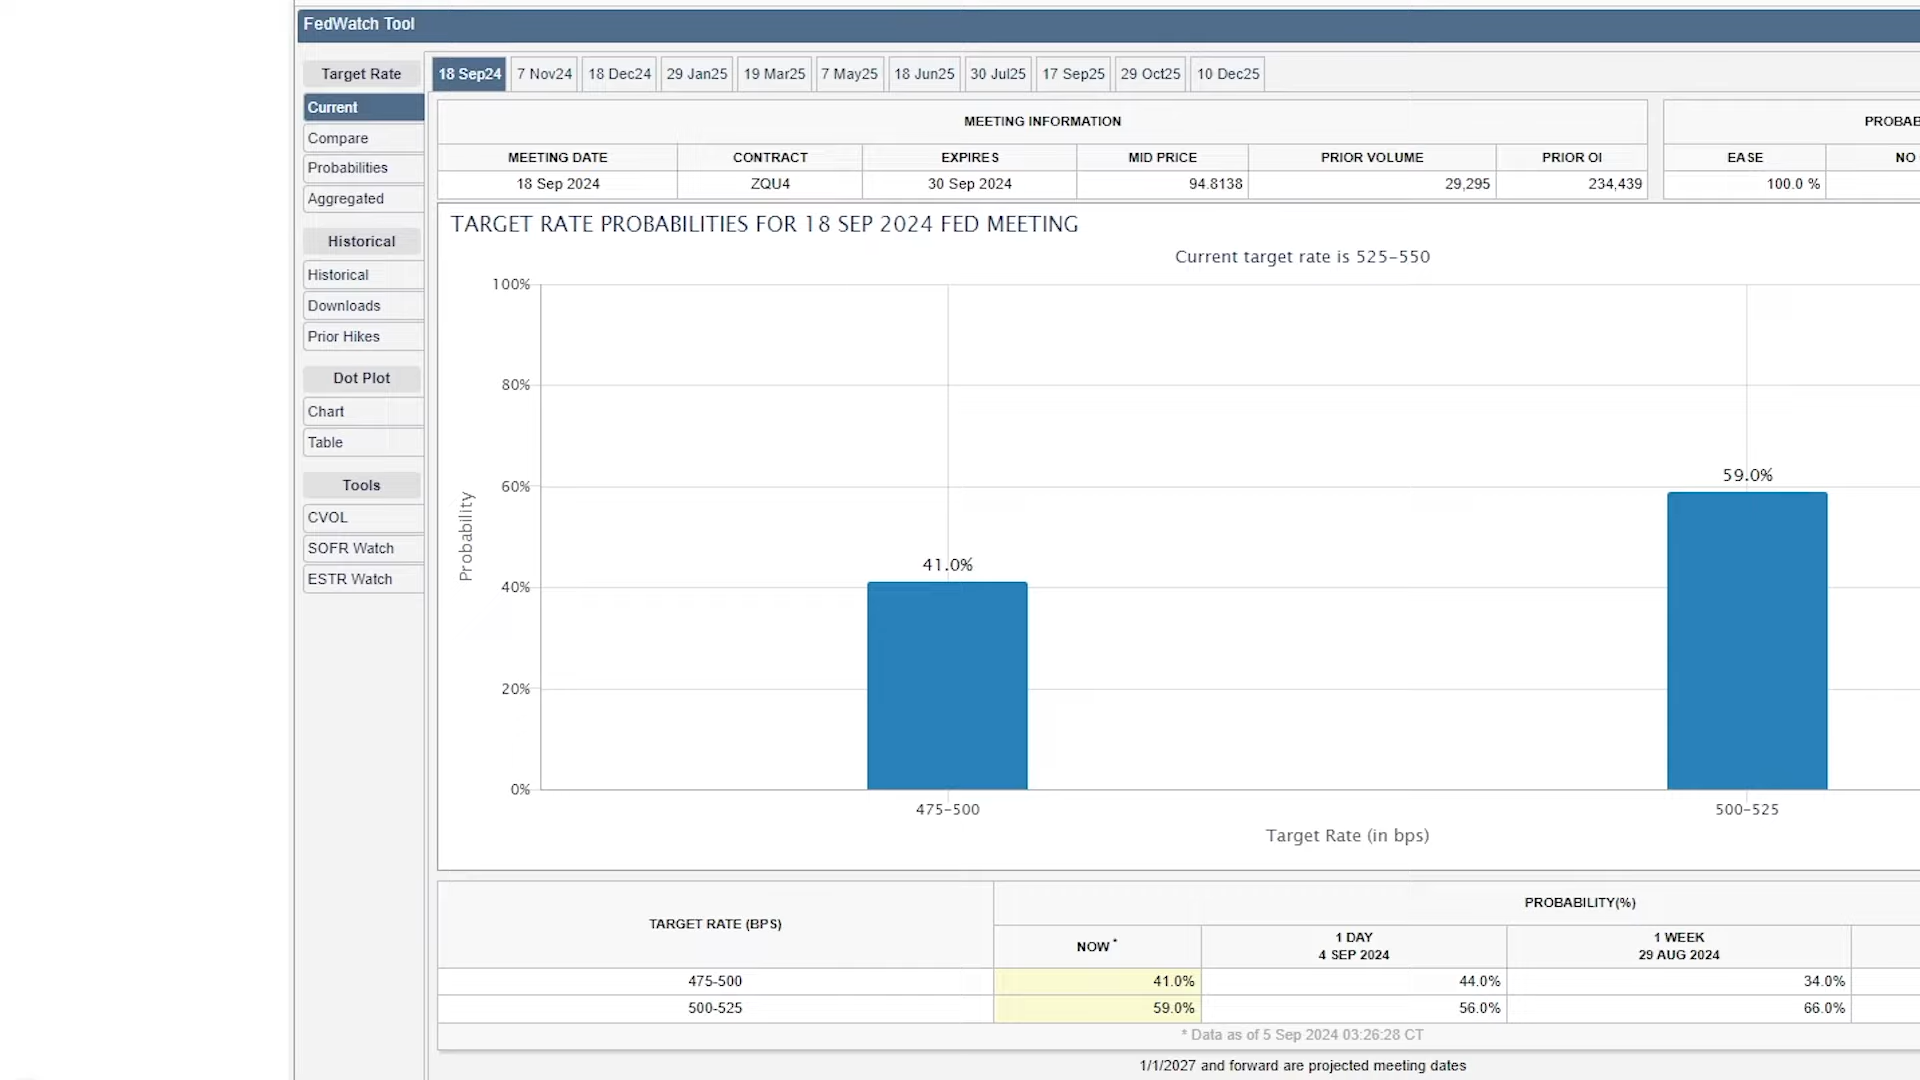 FedWatch Tool
Target Rate
Current
Compare
Probabilities
Aggregated
Historical
Historical
Downloads
Prior Hikes
Dot Plot
Chart
Table
Tools
CVOL
SOFR Watch
ESTR Watch
18 Sep24 7 Nov24 18 Dec24 29 Jan25 19 Mar25 7 May25 18 Jun25 30 Jul25 17 Sep25 29 Oct25 10 Dec25
MEETING INFORMATION
MEETING DATE CONTRACT EXPIRES MID PRICE PRIOR VOLUME PRIOR OI
18 Sep 2024 ZQU4 30 Sep 2024 94.8138 29,295 234,439
PROBAB
EASE NO
100.0 %
TARGET RATE PROBABILITIES FOR 18 SEP 2024 FED MEETING
Current target rate is 525–550
100%
80%
60%
40%
20%
0%
Probability
41.0%
59.0%
475–500 500–525
Target Rate (in bps)
TARGET RATE (BPS)
PROBABILITY(%)
NOW * 1 DAY 4 SEP 2024 1 WEEK 29 AUG 2024
475-500 41.0% 44.0% 34.0%
500-525 59.0% 56.0% 66.0%
* Data as of 5 Sep 2024 03:26:28 CT
1/1/2027 and forward are projected meeting dates